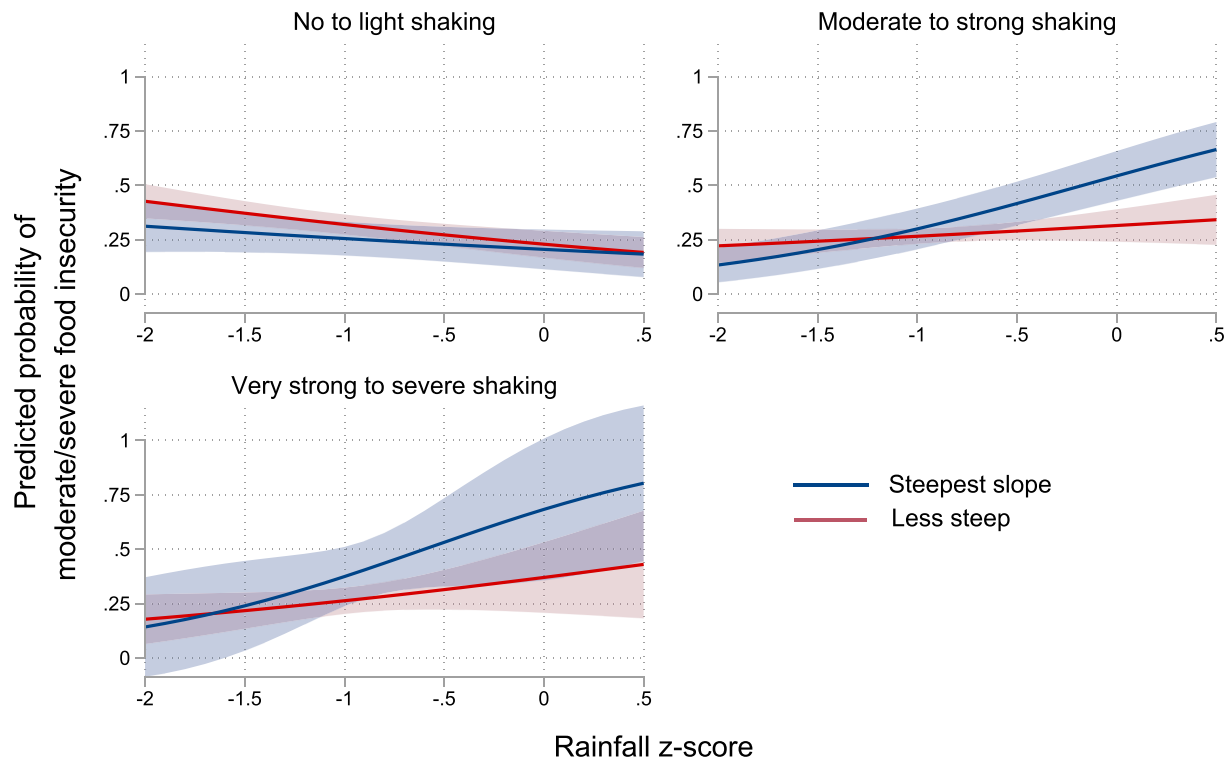 No to light shaking
Moderate to strong shaking
1
.75
.5
.25
0
-2 -1.5 -1 -.5 0 .5
1
.75
.5
.25
0
-2 -1.5 -1 -.5 0 .5
Predicted probability of
moderate/severe food insecurity
Very strong to severe shaking
1
.75
.5
.25
0
-2 -1.5 -1 -.5 0 .5
Steepest slope
Less steep
Rainfall z-score